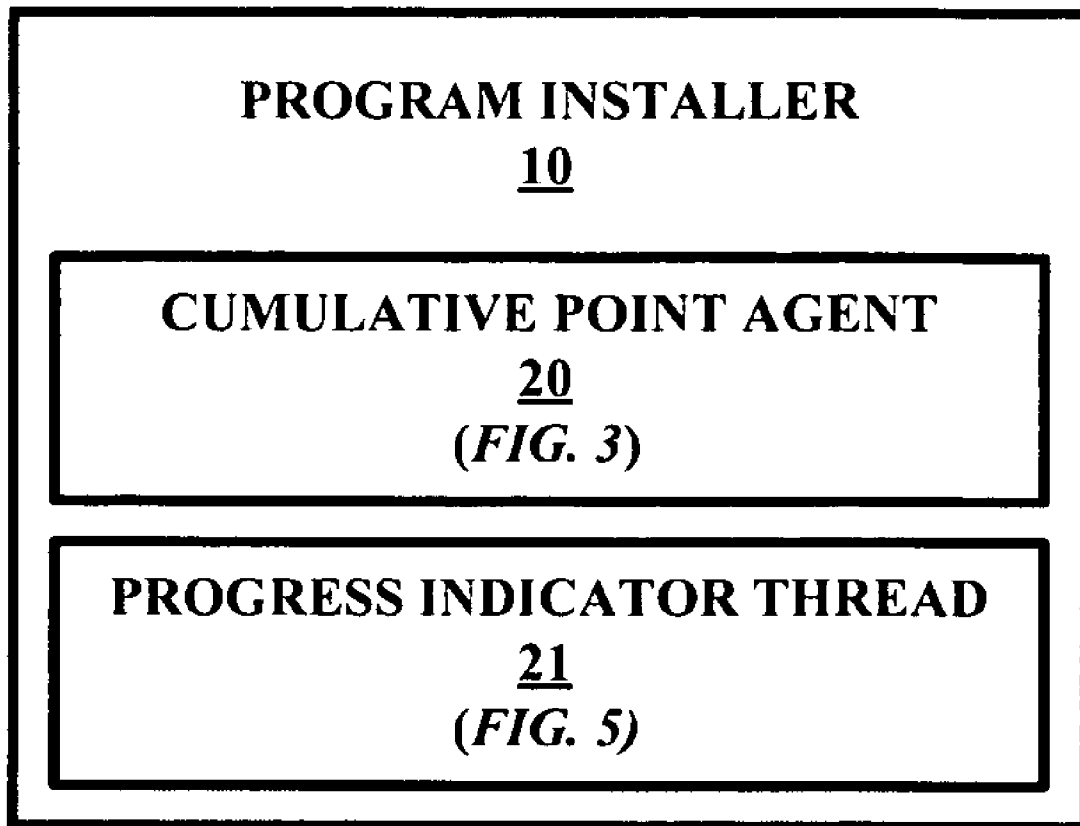 PROGRAM INSTALLER
10
CUMULATIVE POINT AGENT
20
(FIG. 3)
PROGRESS INDICATOR THREAD
21
(FIG. 5)